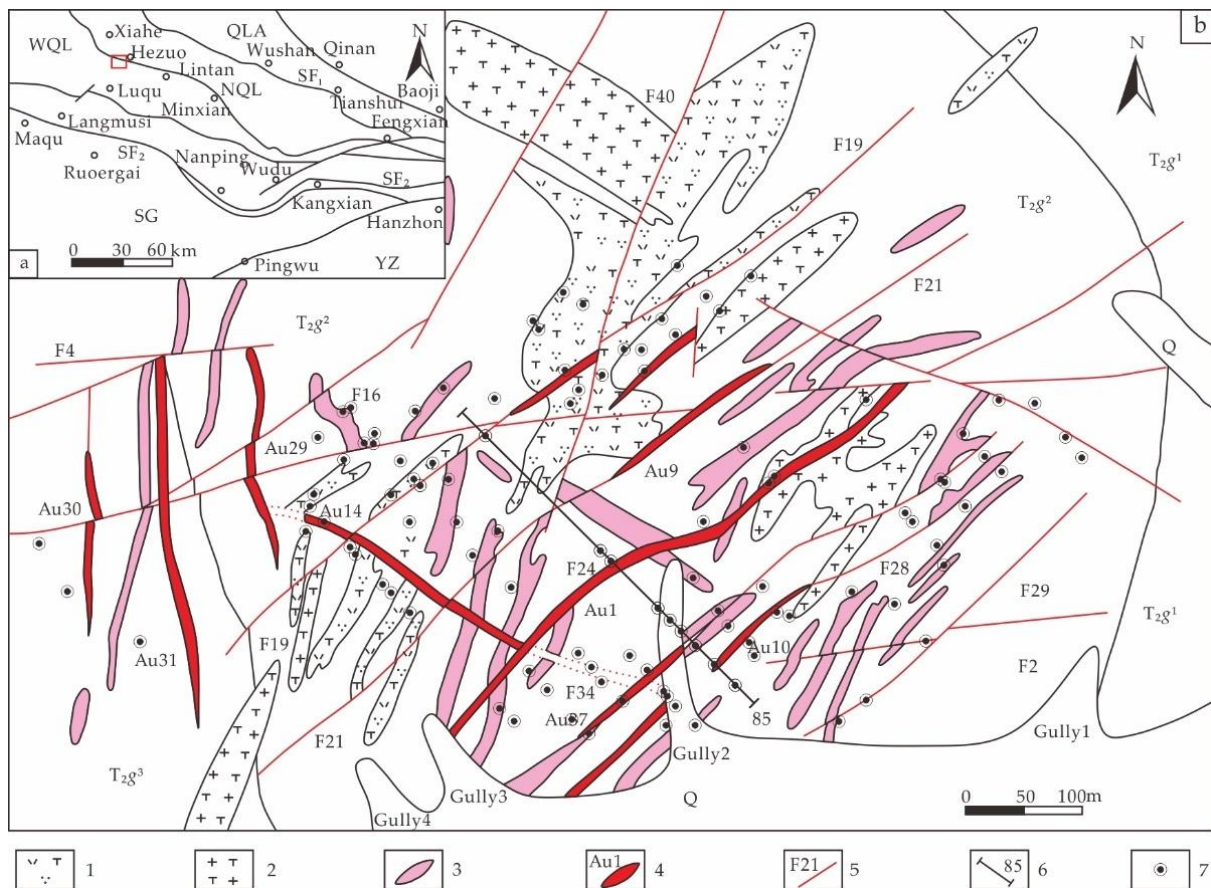 WQL
Xiahe
QLA
Hezuo
Wushan
Qinan
N
Lintan
SF₁
Luqu
NQL
Tianshui
Baoji
Minxian
Langmusi
Fengxian
Maqu
SF₂
Nanping
Wudu
Ruoergai
SF₂
Kangxian
SG
Hanzhon
0 30 60 km
a
Pingwu
YZ
b
N
F40
F19
T₂g¹
T₂g²
F21
T₂g²
F4
Q
F16
Au29
Au9
Au30
Au14
F24
F28
Au1
F29
T₂g¹
F19
Au31
Au10
F2
F34
85
Au37
F21
Gully2
Gully1
T₂g³
Gully3
Q
0 50 100m
Gully4
1
2
3
Au1
4
F21
5
85
6
7